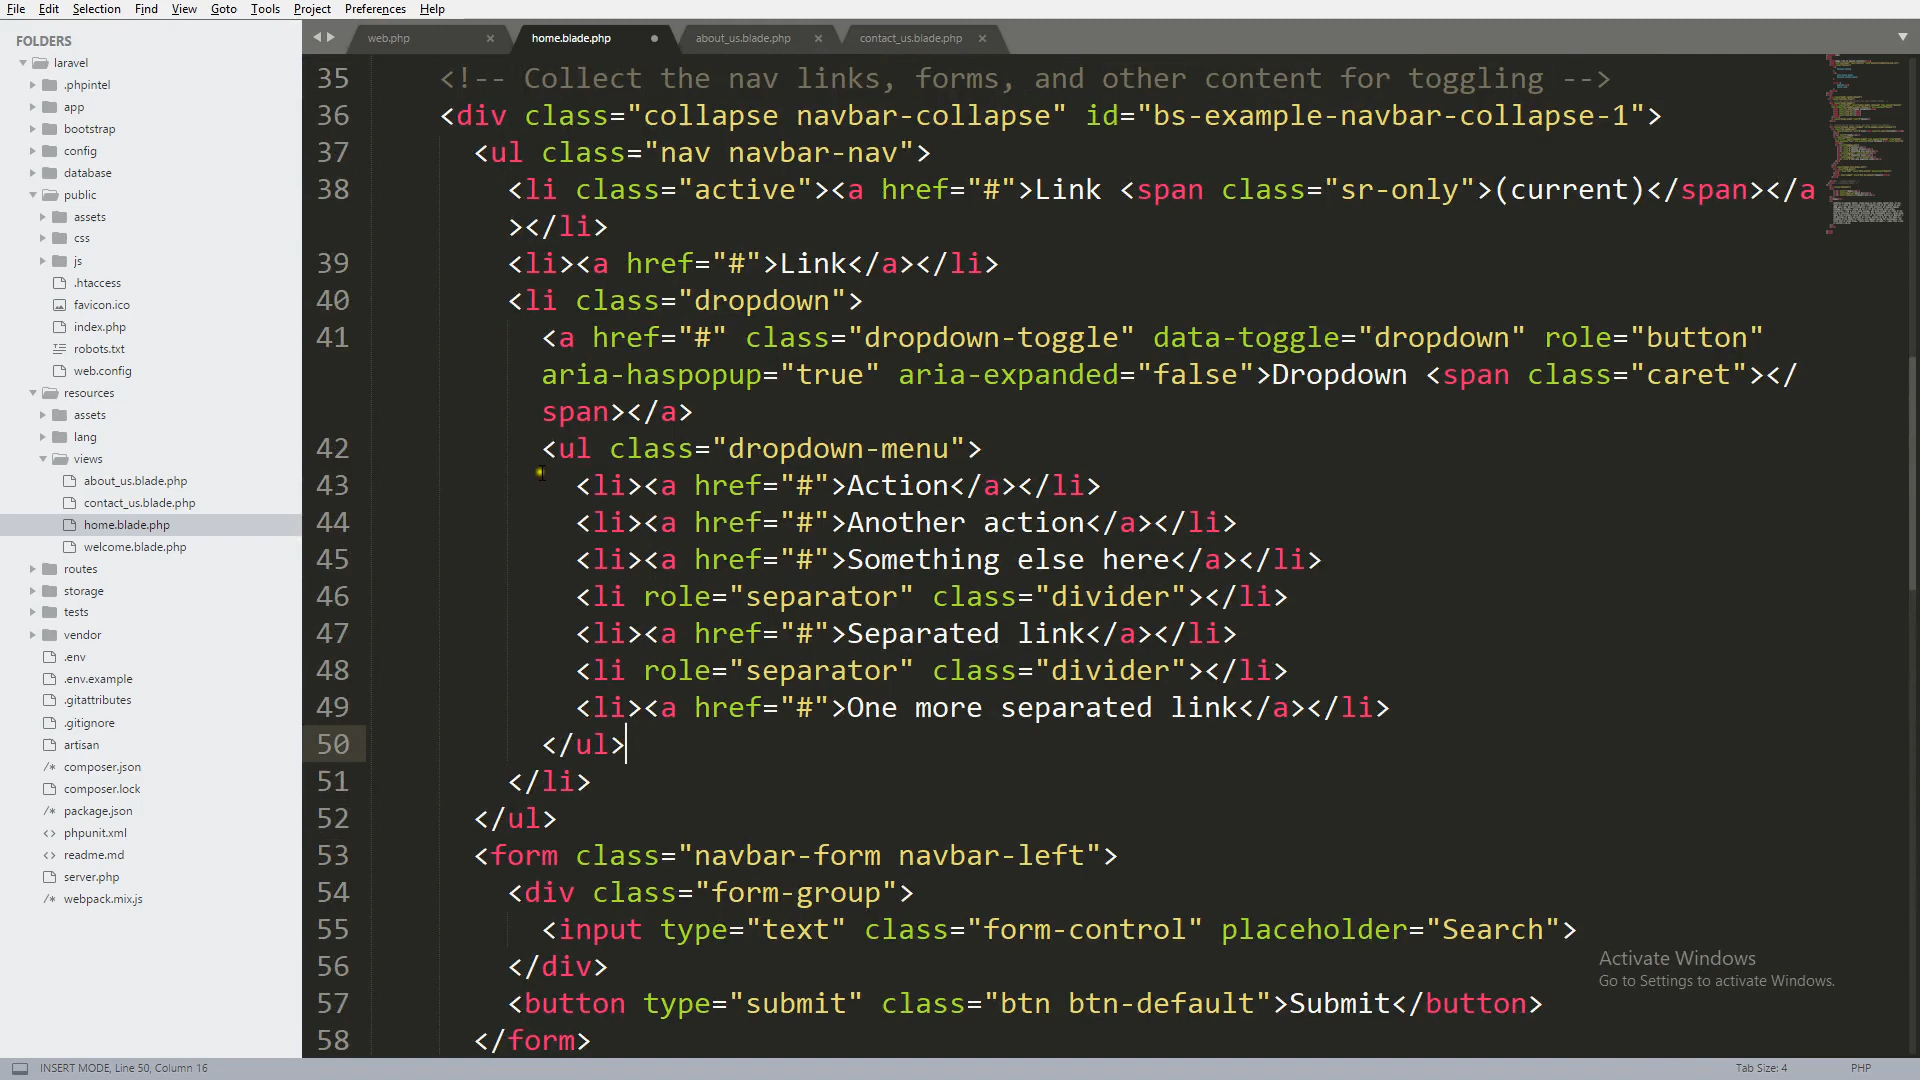 File Edit Selection Find View Goto Tools Project Preferences Help
FOLDERS
laravel
.phpintel
app
bootstrap
config
database
public
assets
css
js
.htaccess
favicon.ico
index.php
robots.txt
web.config
resources
assets
lang
views
about_us.blade.php
contact_us.blade.php
home.blade.php
welcome.blade.php
routes
storage
tests
vendor
.env
.env.example
.gitattributes
.gitignore
artisan
composer.json
composer.lock
package.json
phpunit.xml
readme.md
server.php
webpack.mix.js
web.php home.blade.php about_us.blade.php contact_us.blade.php
35 <!-- Collect the nav links, forms, and other content for toggling -->
36 <div class="collapse navbar-collapse" id="bs-example-navbar-collapse-1">
37 <ul class="nav navbar-nav">
38 <li class="active"><a href="#">Link <span class="sr-only">(current)</span></a
></li>
39 <li><a href="#">Link</a></li>
40 <li class="dropdown">
41 <a href="#" class="dropdown-toggle" data-toggle="dropdown" role="button"
aria-haspopup="true" aria-expanded="false">Dropdown <span class="caret"></
span></a>
42 <ul class="dropdown-menu">
43 <li><a href="#">Action</a></li>
44 <li><a href="#">Another action</a></li>
45 <li><a href="#">Something else here</a></li>
46 <li role="separator" class="divider"></li>
47 <li><a href="#">Separated link</a></li>
48 <li role="separator" class="divider"></li>
49 <li><a href="#">One more separated link</a></li>
50 </ul>
51 </li>
52 </ul>
53 <form class="navbar-form navbar-left">
54 <div class="form-group">
55 <input type="text" class="form-control" placeholder="Search">
56 </div>
57 <button type="submit" class="btn btn-default">Submit</button>
58 </form>
Activate Windows
Go to Settings to activate Windows.
INSERT MODE, Line 50, Column 16 Tab Size: 4 PHP